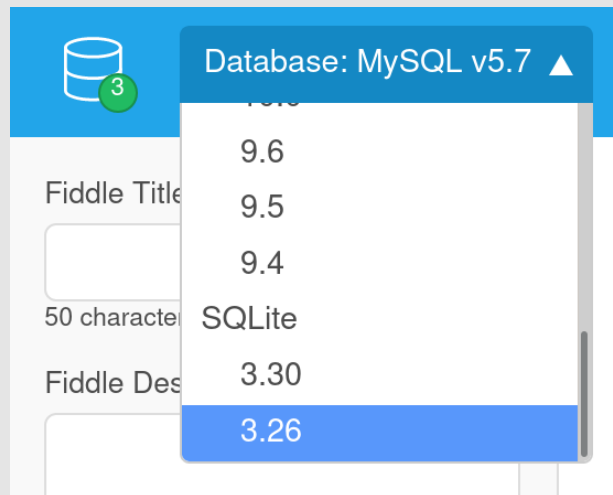 3
Database: MySQL v5.7 ▲
9.6
Fiddle Title
9.5
9.4
50 character
SQLite
3.30
Fiddle Des
3.26